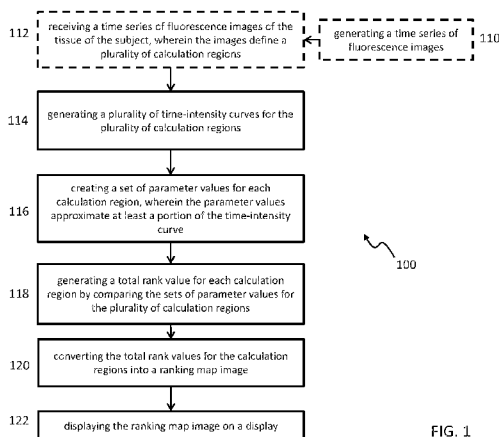 112
receiving a time series of fluorescence images of the
tissue of the subject, wherein the images define a
plurality of calculation regions
generating a time series of
fluorescence images
110
114
generating a plurality of time-intensity curves for the
plurality of calculation regions
116
creating a set of parameter values for each
calculation region, wherein the parameter values
approximate at least a portion of the time-intensity
curve
100
118
generating a total rank value for each calculation
region by comparing the sets of parameter values for
the plurality of calculation regions
120
converting the total rank values for the calculation
regions into a ranking map image
122
displaying the ranking map image on a display
FIG. 1